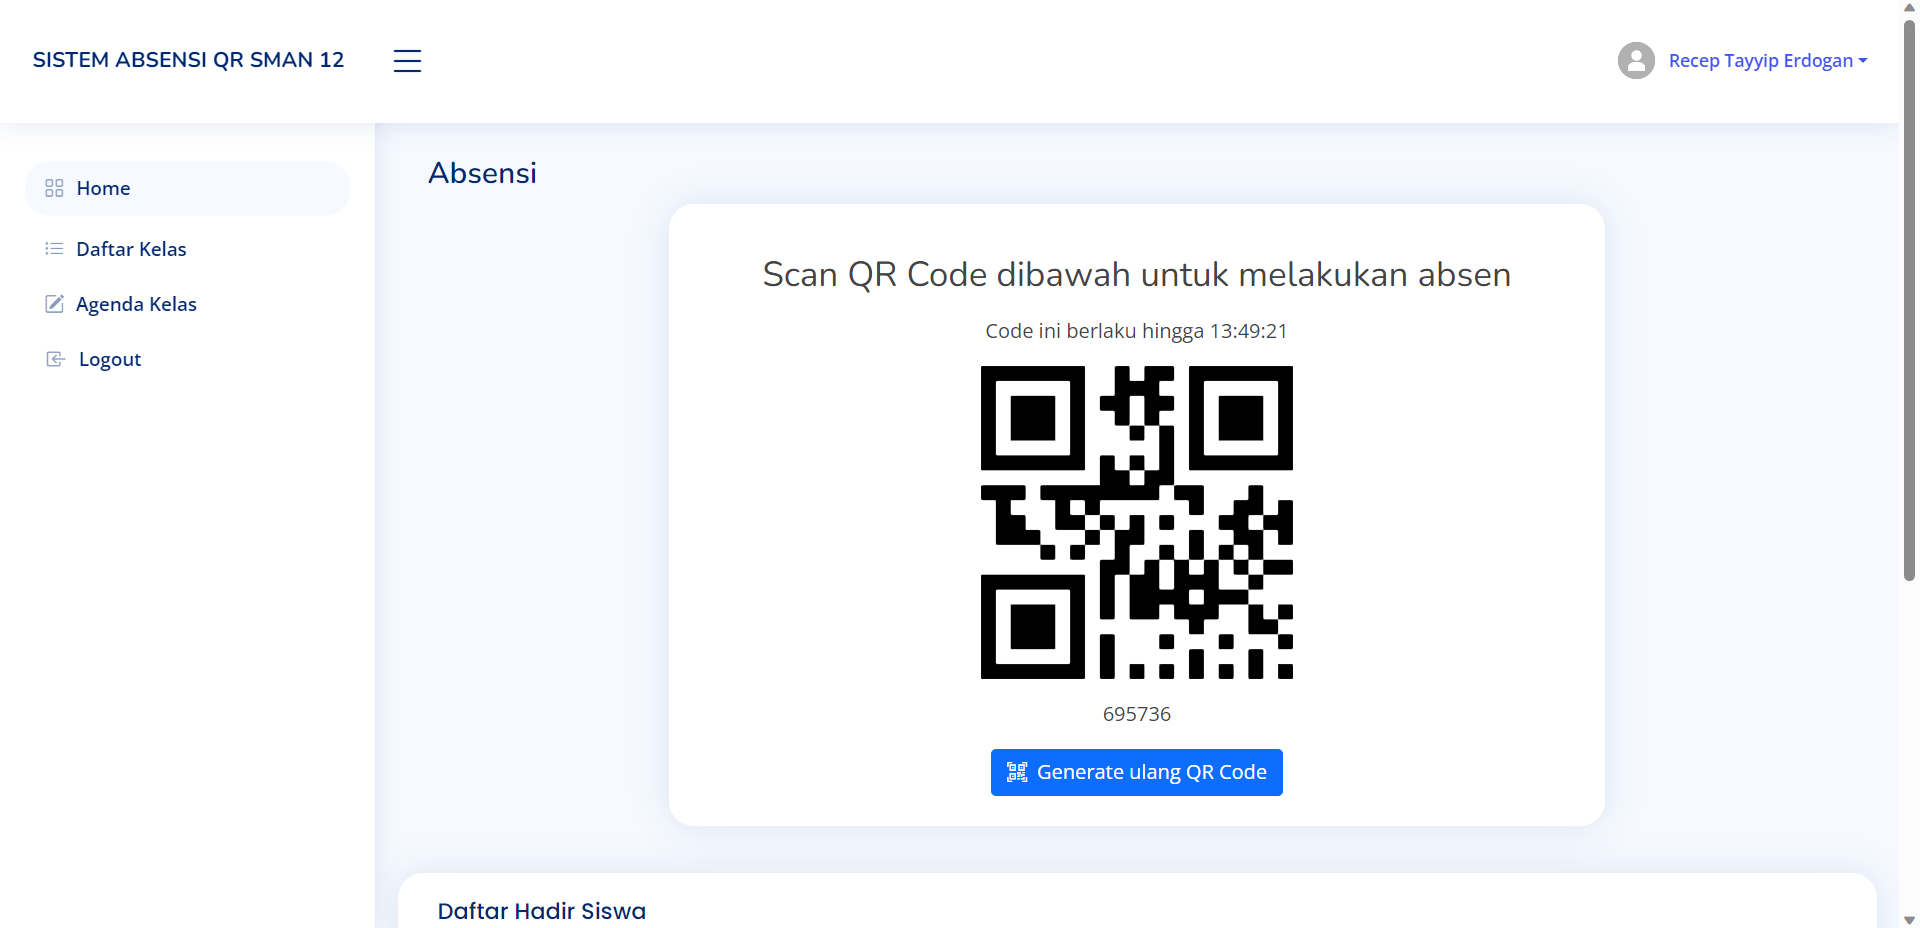 SISTEM ABSENSI QR SMAN 12
Recep Tayyip Erdogan
Home
Daftar Kelas
Agenda Kelas
Logout
Absensi
Scan QR Code dibawah untuk melakukan absen
Code ini berlaku hingga 13:49:21
695736
Generate ulang QR Code
Daftar Hadir Siswa